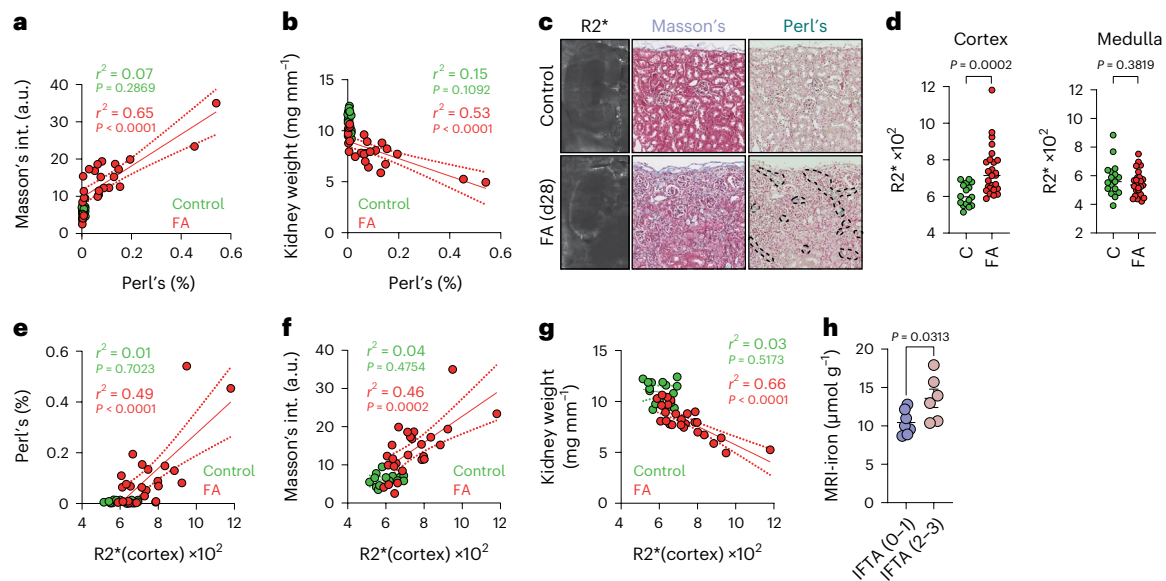 a
r² = 0.07
P = 0.2869
r² = 0.65
P < 0.0001
Masson's int. (a.u.)
40
30
20
10
0
Control
FA
0
0.2
0.4
0.6
Perl's (%)
b
r² = 0.15
P = 0.1092
r² = 0.53
P < 0.0001
Kidney weight (mg mm⁻¹)
15
10
5
0
Control
FA
0
0.2
0.4
0.6
Perl's (%)
c
R2*
Masson's
Perl's
Control
FA (d28)
d
Cortex
P = 0.0002
R2* ×10²
12
10
8
6
4
C
FA
Medulla
P = 0.3819
R2* ×10²
12
10
8
6
4
2
C
FA
e
r² = 0.01
P = 0.7023
r² = 0.49
P < 0.0001
Perl's (%)
0.6
0.4
0.2
0
Control
FA
4
6
8
10
12
R2*(cortex) ×10²
f
r² = 0.04
P = 0.4754
r² = 0.46
P = 0.0002
Masson's int. (a.u.)
40
30
20
10
0
Control
FA
4
6
8
10
12
R2*(cortex) ×10²
g
r² = 0.03
P = 0.5173
r² = 0.66
P < 0.0001
Kidney weight
(mg mm⁻¹)
15
10
5
0
Control
FA
4
6
8
10
12
R2*(cortex) ×10²
h
P = 0.0313
MRI-iron (μmol g⁻¹)
20
15
10
5
0
IFTA (0–1)
IFTA (2–3)